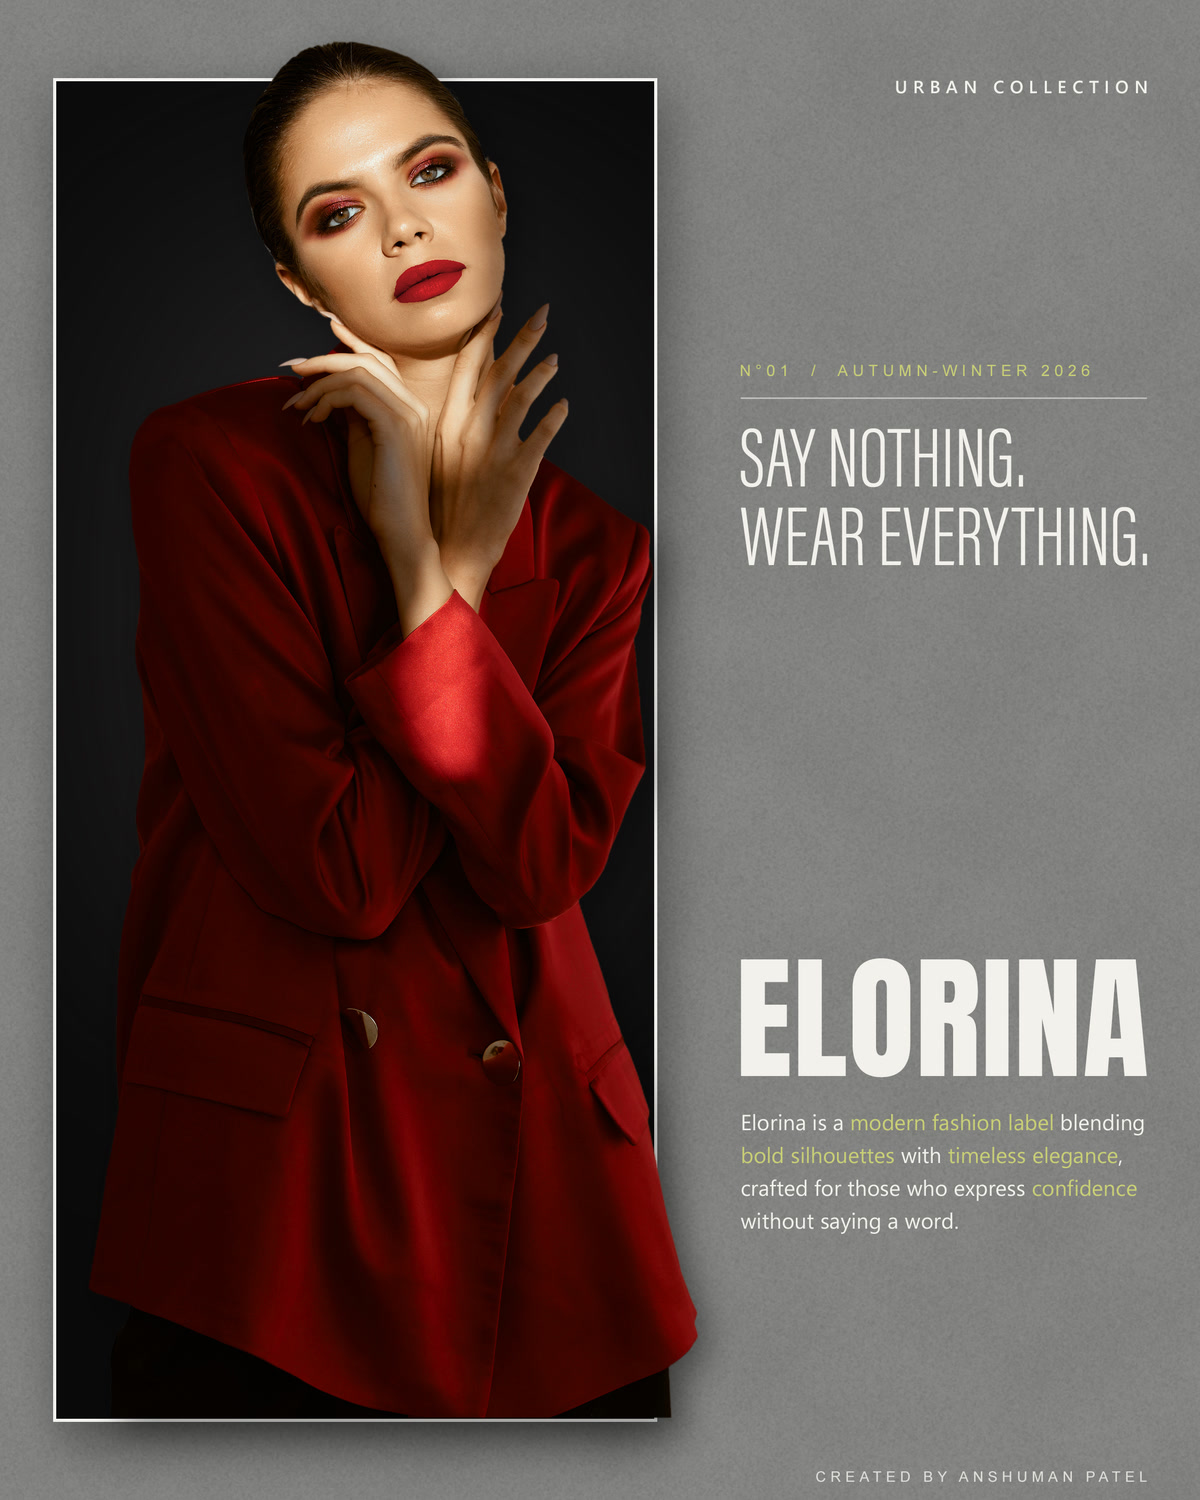 URBAN COLLECTION
N°01 / AUTUMN-WINTER 2026
SAY NOTHING.
WEAR EVERYTHING.
ELORINA
Elorina is a modern fashion label blending
bold silhouettes with timeless elegance,
crafted for those who express confidence
without saying a word.
CREATED BY ANSHUMAN PATEL